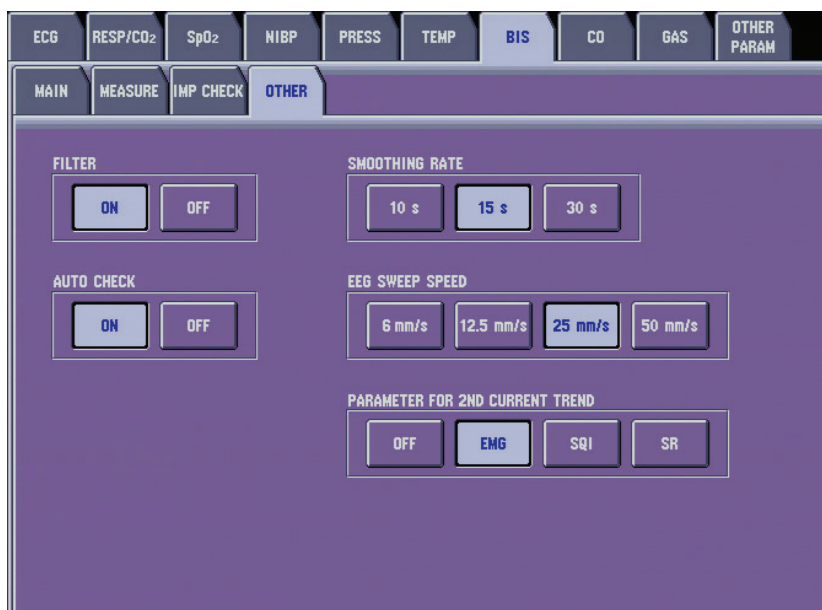 ECG RESP/CO₂ SpO₂ NIBP PRESS TEMP BIS CO GAS OTHER PARAM
MAIN MEASURE IMP CHECK OTHER
FILTER
ON OFF
SMOOTHING RATE
10 s 15 s 30 s
AUTO CHECK
ON OFF
EEG SWEEP SPEED
6 mm/s 12.5 mm/s 25 mm/s 50 mm/s
PARAMETER FOR 2ND CURRENT TREND
OFF EMG SQI SR